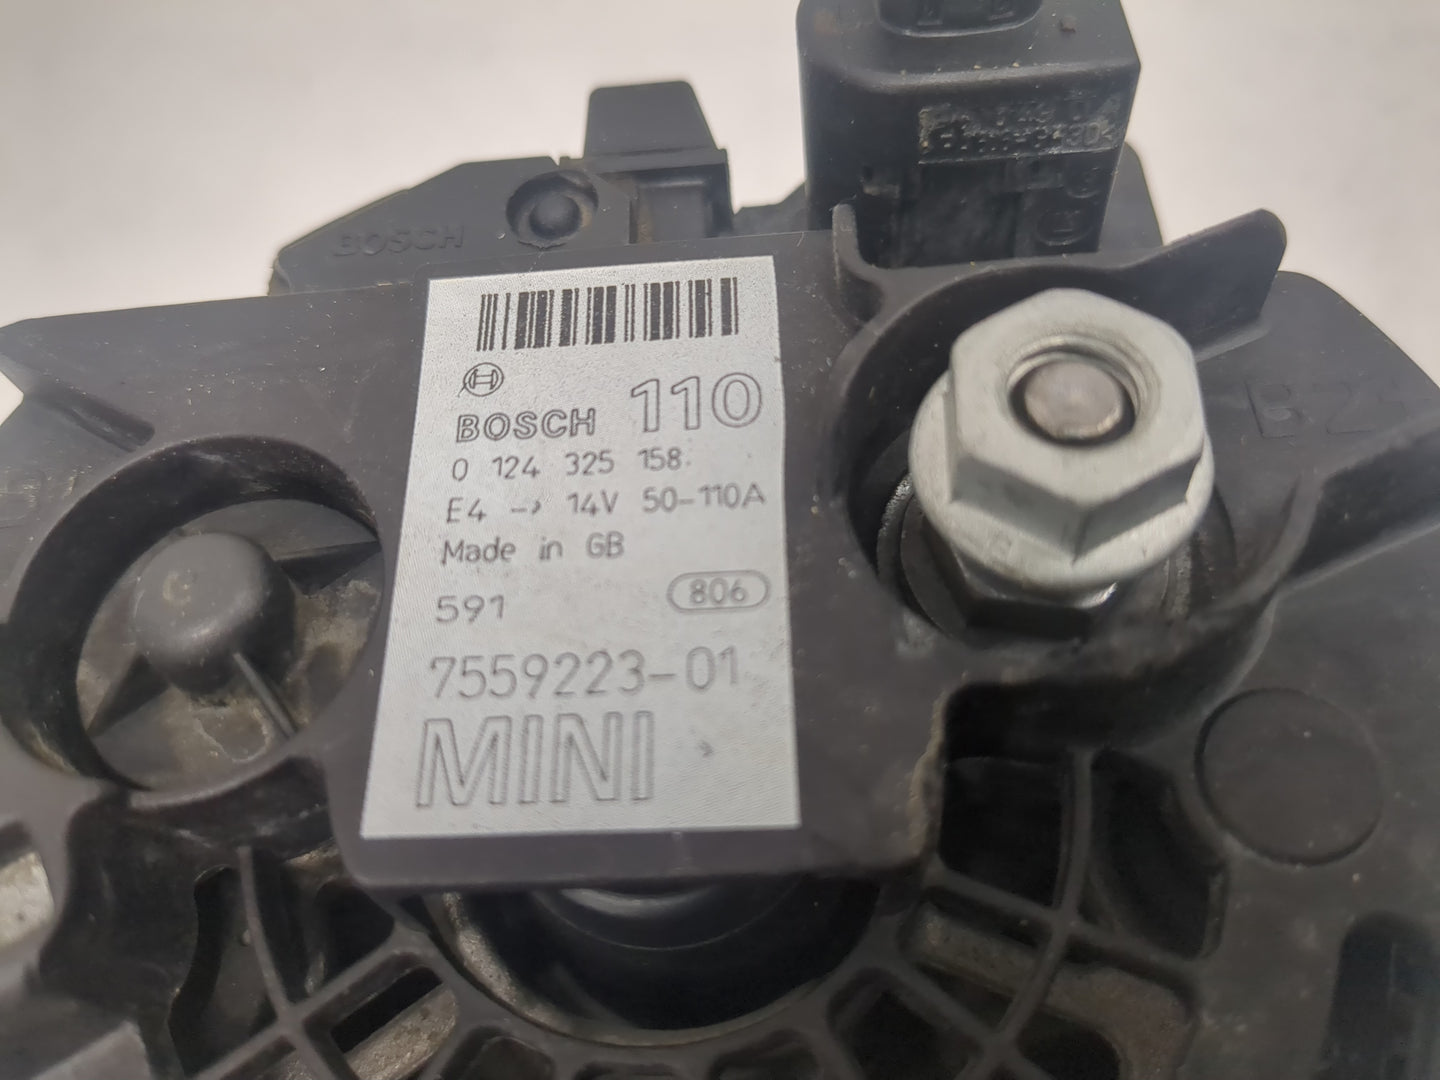 BOSCH
BOSCH 110
0 124 325 158
E4 -> 14V 50-110A
Made in GB
591 806
7559223-01
MINI